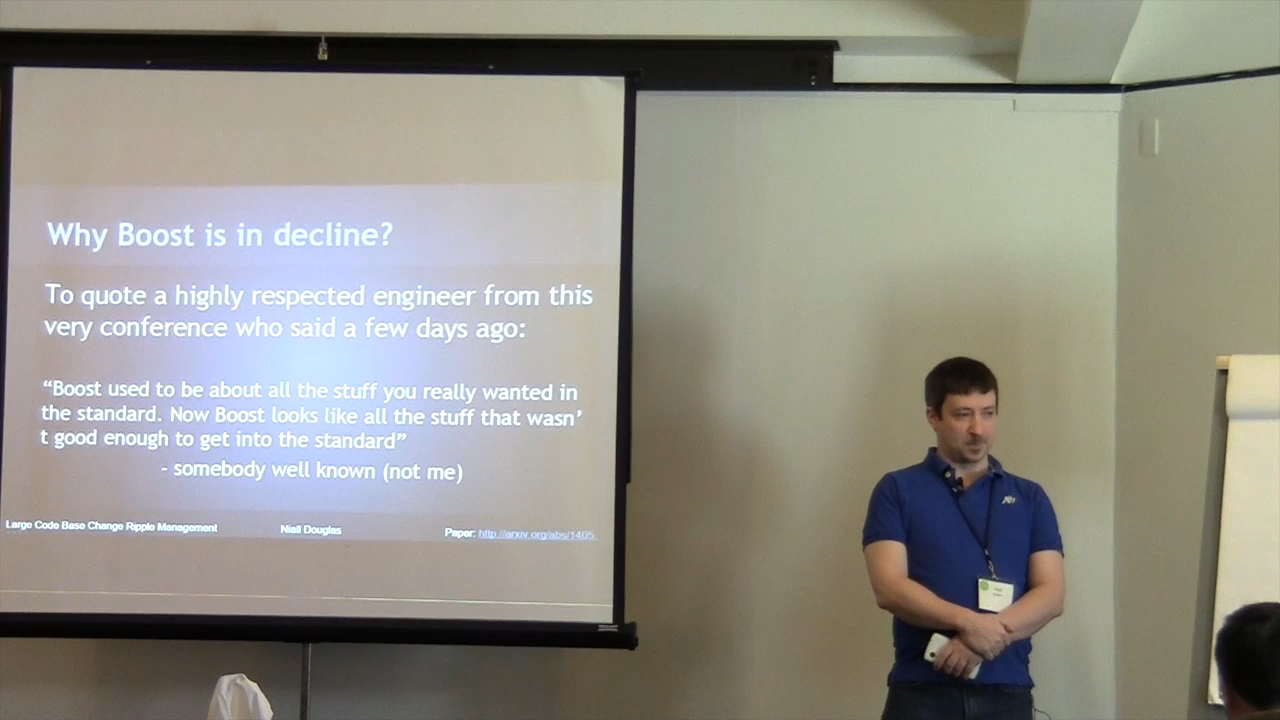 Why Boost is in decline?
To quote a highly respected engineer from this
very conference who said a few days ago:
“Boost used to be about all the stuff you really wanted in
the standard. Now Boost looks like all the stuff that wasn’
t good enough to get into the standard”
- somebody well known (not me)
Large Code Base Change Ripple Management Niall Douglas Paper: http://arxiv.org/abs/1405.